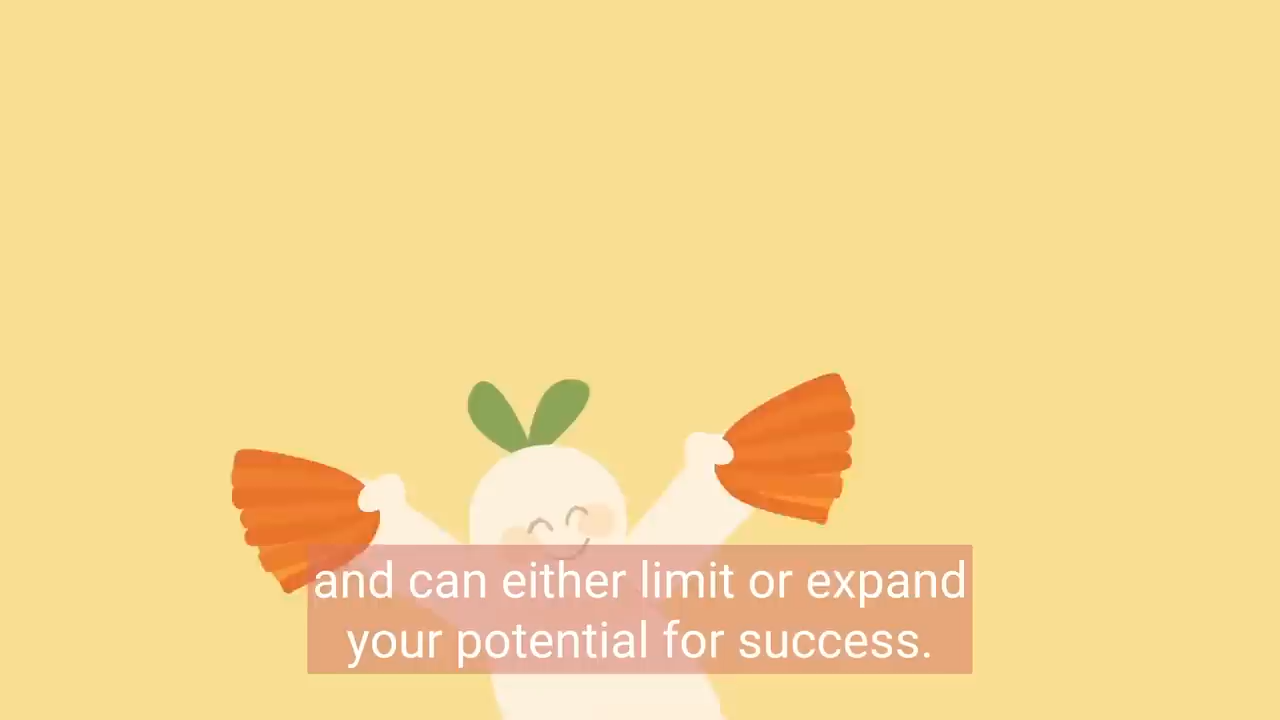 and can either limit or expand
your potential for success.